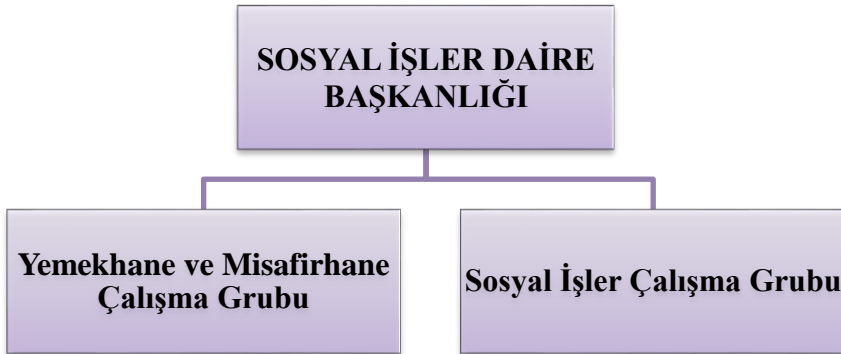 SOSYAL İŞLER DAİRE
BAŞKANLIĞI
Yemekhane ve Misafirhane
Çalışma Grubu
Sosyal İşler Çalışma Grubu